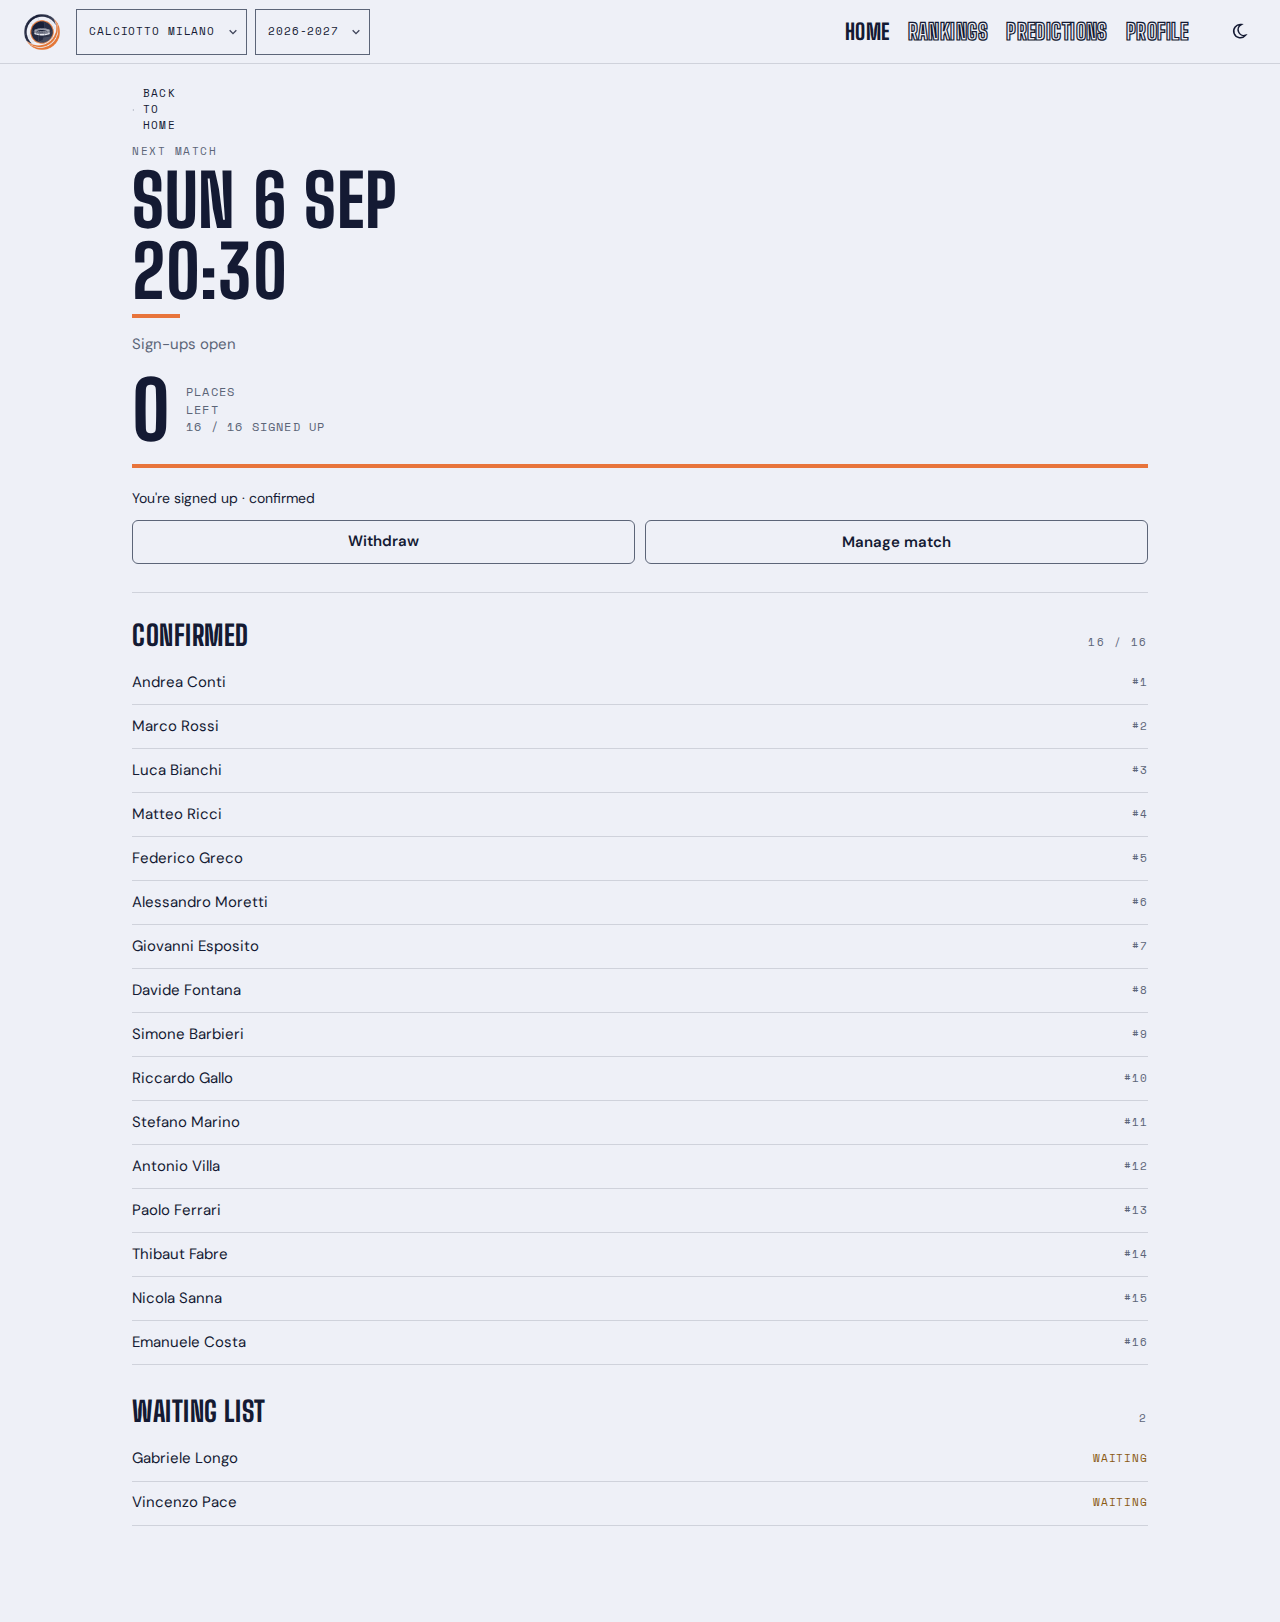 CALCIOTTO MILANO
2026-2027
HOME
RANKINGS
PREDICTIONS
PROFILE
BACK
TO
HOME
NEXT MATCH
SUN 6 SEP
20:30
Sign-ups open
0
PLACES
LEFT
16 / 16 SIGNED UP
You're signed up · confirmed
Withdraw
Manage match
CONFIRMED
16 / 16
Andrea Conti #1
Marco Rossi #2
Luca Bianchi #3
Matteo Ricci #4
Federico Greco #5
Alessandro Moretti #6
Giovanni Esposito #7
Davide Fontana #8
Simone Barbieri #9
Riccardo Gallo #10
Stefano Marino #11
Antonio Villa #12
Paolo Ferrari #13
Thibaut Fabre #14
Nicola Sanna #15
Emanuele Costa #16
WAITING LIST
2
Gabriele Longo WAITING
Vincenzo Pace WAITING